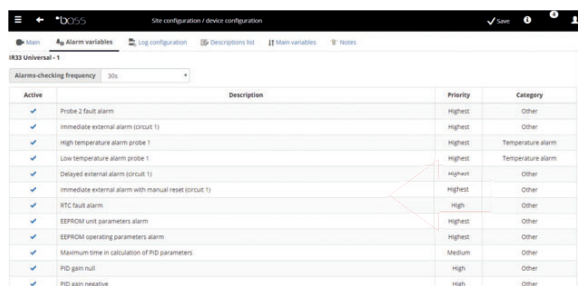 boss Site configuration / device configuration Save 0
Main Alarm variables Log configuration Descriptions list Main variables Notes
IR33 Universal - 1
Alarms-checking frequency 30s
Active Description Priority Category
Probe 2 fault alarm Highest Other
Immediate external alarm (circuit 1) Highest Other
High temperature alarm probe 1 Highest Temperature alarm
Low temperature alarm probe 1 Highest Temperature alarm
Delayed external alarm (circuit 1) Highest Other
Immediate external alarm with manual reset (circuit 1) Highest Other
RTC fault alarm High Other
EEPROM unit parameters alarm Highest Other
EEPROM operating parameters alarm Highest Other
Maximum time in calculation of PID parameters Medium Other
PID gain null High Other
PID gain negative High Other